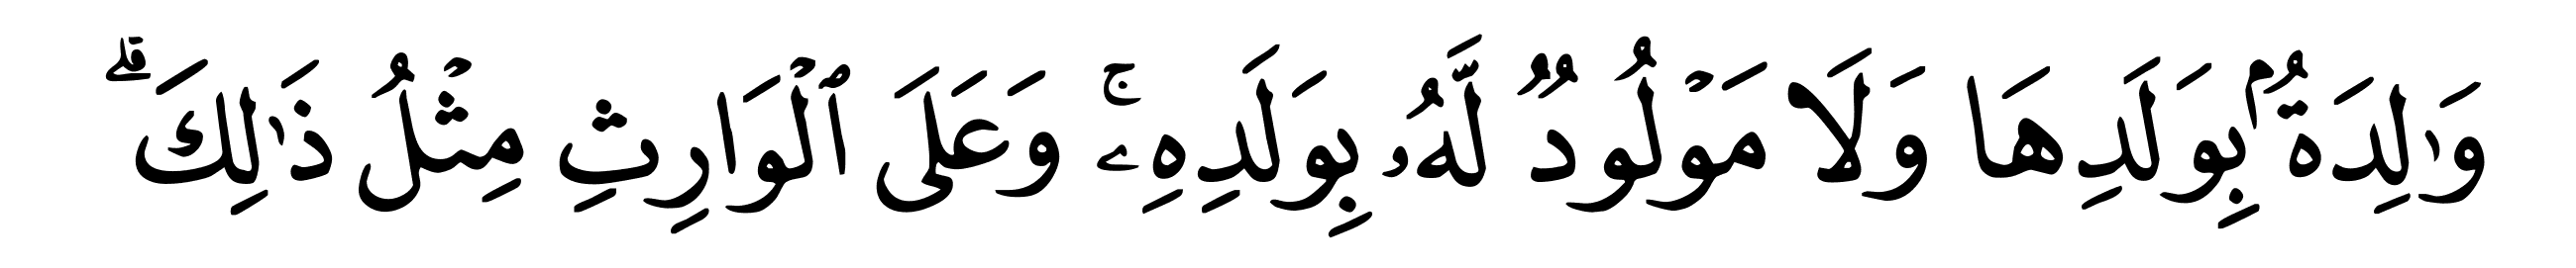 وَٰلِدَةُۢ بِوَلَدِهَا وَلَا مَوْلُودٌ لَّهُۥ بِوَلَدِهِۦۚ وَعَلَى ٱلْوَارِثِ مِثْلُ ذَٰلِكَۗ